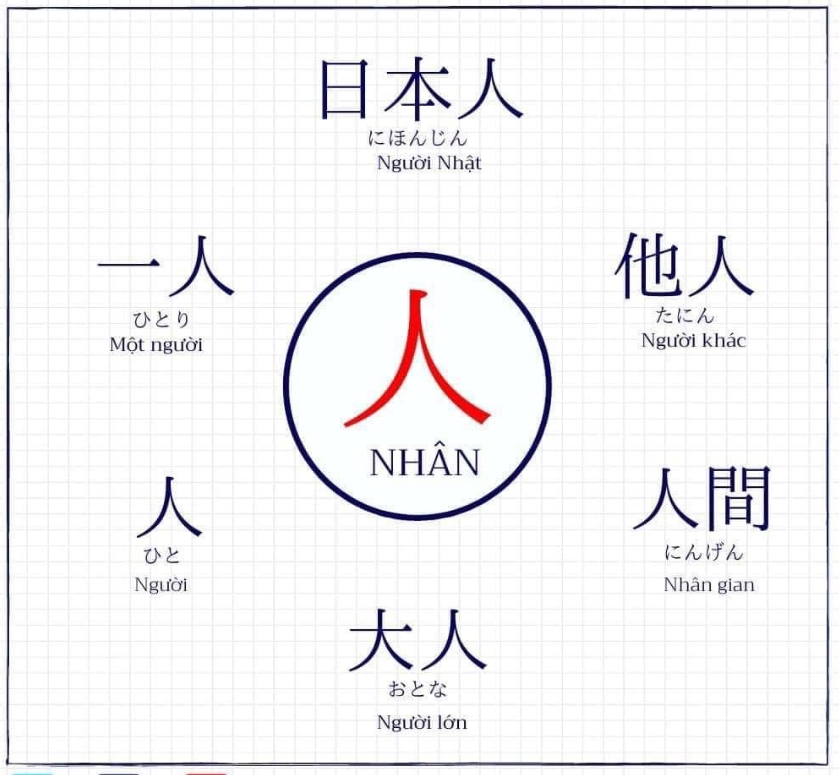 日本人
にほんじん
Người Nhật
一人
ひとり
Một người
他人
たにん
Người khác
人
NHÂN
人
ひと
Người
人間
にんげん
Nhân gian
大人
おとな
Người lớn